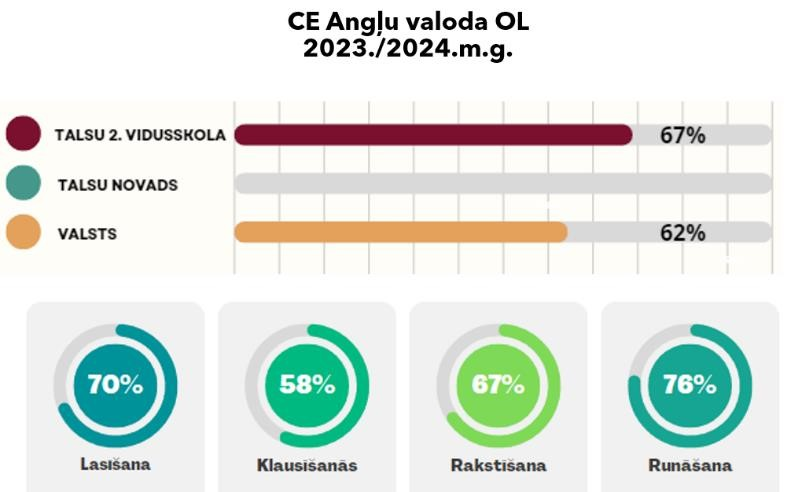 CE Angļu valoda OL
2023./2024.m.g.
TALSU 2. VIDUSSKOLA 67%
TALSU NOVADS
VALSTS 62%
70% 58% 67% 76%
Lasīšana Klausīšanās Rakstīšana Runāšana